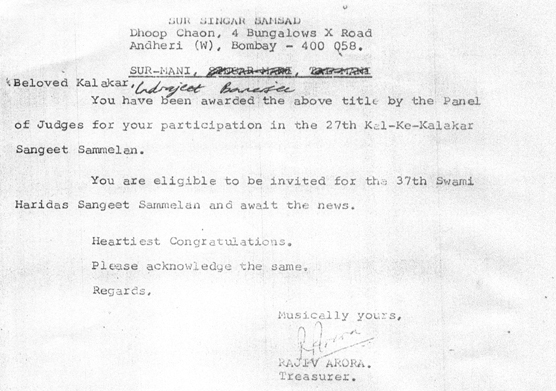 SUR SINGAR SAMSAD
Dhoop Chaon, 4 Bungalows X Road
Andheri (W), Bombay - 400 058.
SUR-MANI,
Beloved Kalakar, Indrajeet Banerjee
You have been awarded the above title by the Panel
of Judges for your participation in the 27th Kal-Ke-Kalakar
Sangeet Sammelan.
You are eligible to be invited for the 37th Swami
Haridas Sangeet Sammelan and await the news.
Heartiest Congratulations.
Please acknowledge the same.
Regards,
Musically yours,
R Arora
RAJIV ARORA.
Treasurer.